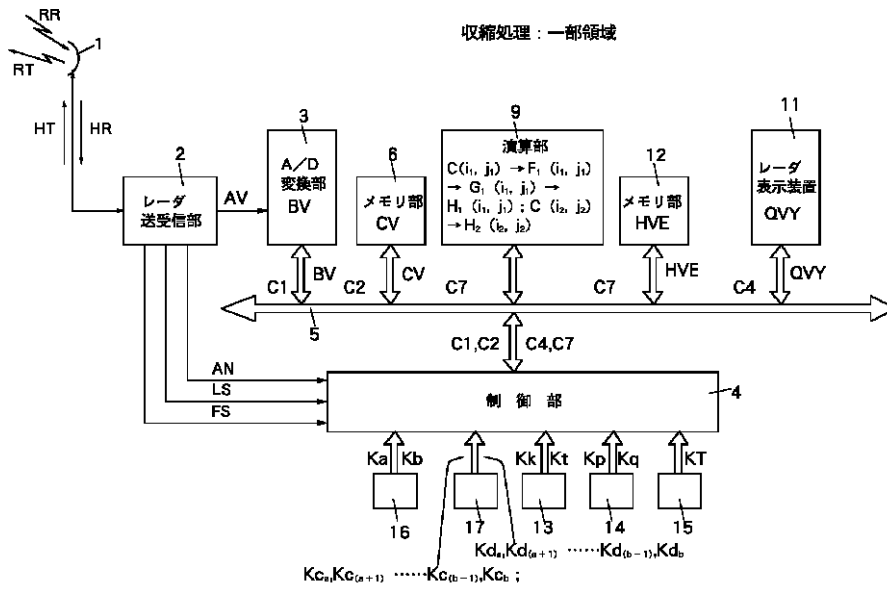 収縮処理：一部領域
RR
1
RT
HT
HR
2
レーダ
送受信部
AV
3
A／D
変換部
BV
6
メモリ部
CV
9
演算部
C(i₁, j₁) →F₁ (i₁, j₁)
→ G₁ (i₁, j₁) →
H₁ (i₁, j₁) ; C (i₂, j₂)
→H₂ (i₂, j₂)
12
メモリ部
HVE
11
レーダ
表示装置
QVY
C1
BV
C2
CV
C7
C7
HVE
C4
QVY
5
C1,C2
C4,C7
AN
LS
FS
制 御 部
4
Ka
Kb
Kk
Kt
Kp
Kq
KT
16
17
13
14
15
Kdₐ,Kd₍ₐ₊₁₎ ⋯⋯Kd_(b−1),Kd_b
Kcₐ,Kc₍ₐ₊₁₎ ⋯⋯Kc_(b−1),Kc_b ;